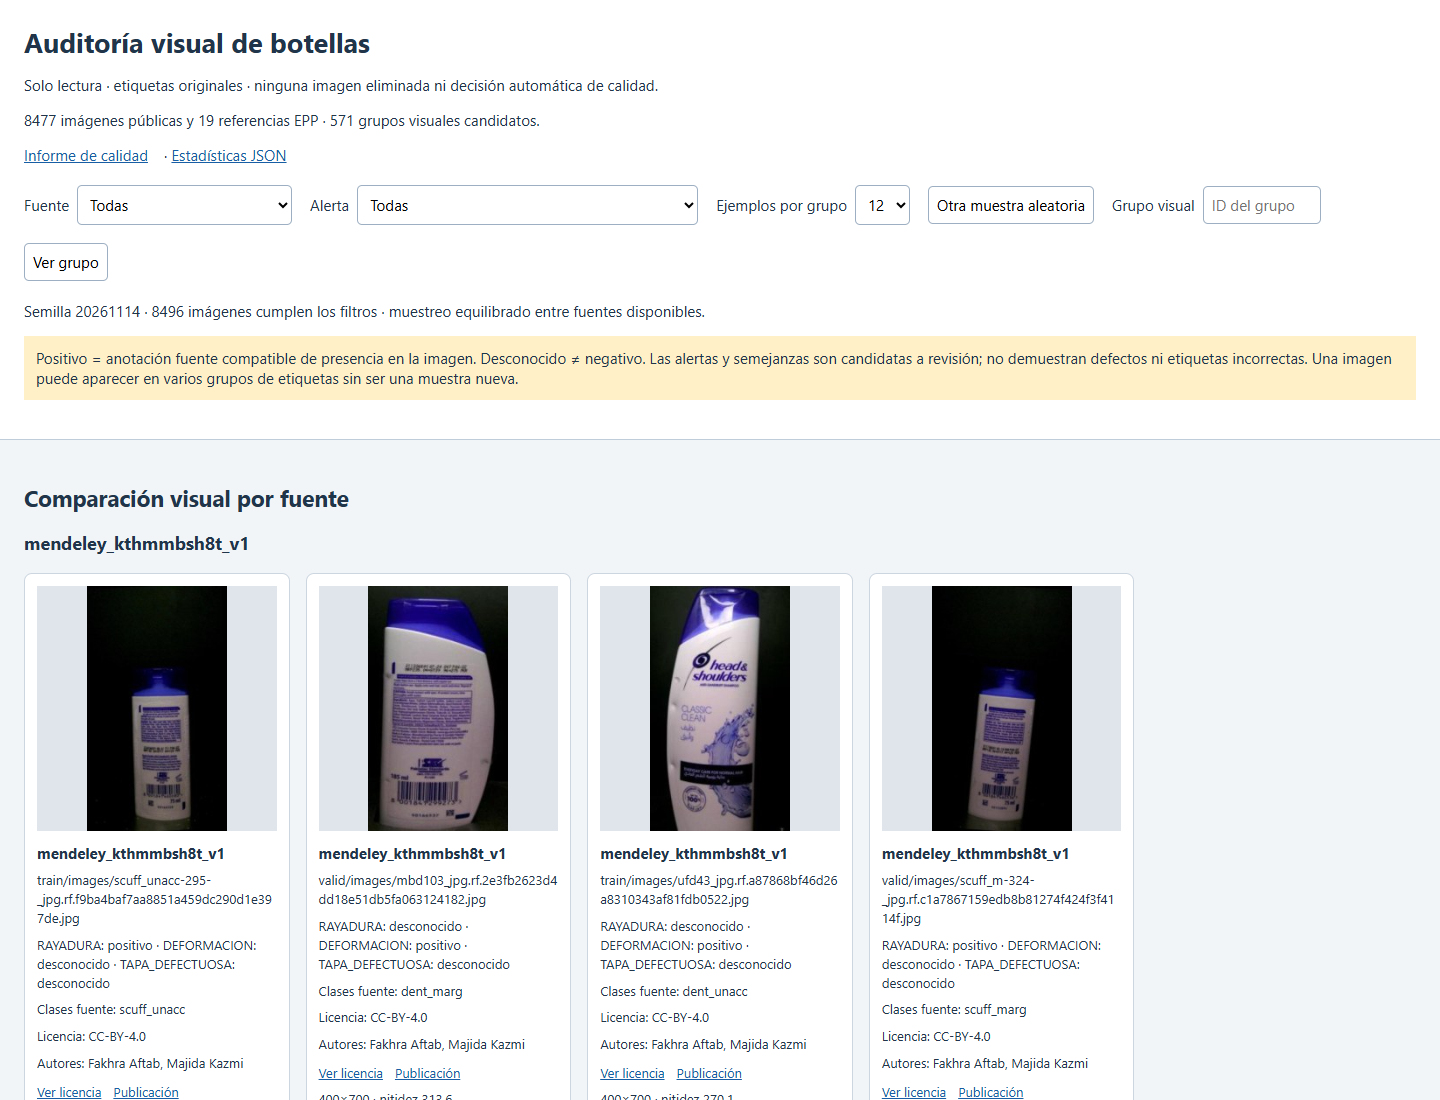 Auditoría visual de botellas
Solo lectura · etiquetas originales · ninguna imagen eliminada ni decisión automática de calidad.
8477 imágenes públicas y 19 referencias EPP · 571 grupos visuales candidatos.
Informe de calidad · Estadísticas JSON
Fuente Todas Alerta Todas Ejemplos por grupo 12 Otra muestra aleatoria Grupo visual ID del grupo
Ver grupo
Semilla 20261114 · 8496 imágenes cumplen los filtros · muestreo equilibrado entre fuentes disponibles.
Positivo = anotación fuente compatible de presencia en la imagen. Desconocido ≠ negativo. Las alertas y semejanzas son candidatas a revisión; no demuestran defectos ni etiquetas incorrectas. Una imagen
puede aparecer en varios grupos de etiquetas sin ser una muestra nueva.
Comparación visual por fuente
mendeley_kthmmbsh8t_v1
head&
shoulders
CLASSIC
CLEAN
mendeley_kthmmbsh8t_v1
train/images/scuff_unacc-295-
_jpg.rf.f9ba4baf7aa8851a459dc290d1e39
7de.jpg
RAYADURA: positivo · DEFORMACION:
desconocido · TAPA_DEFECTUOSA:
desconocido
Clases fuente: scuff_unacc
Licencia: CC-BY-4.0
Autores: Fakhra Aftab, Majida Kazmi
Ver licencia Publicación
mendeley_kthmmbsh8t_v1
valid/images/mbd103_jpg.rf.2e3fb2623d4
dd18e51db5fa063124182.jpg
RAYADURA: desconocido ·
DEFORMACION: positivo ·
TAPA_DEFECTUOSA: desconocido
Clases fuente: dent_marg
Licencia: CC-BY-4.0
Autores: Fakhra Aftab, Majida Kazmi
Ver licencia Publicación
400×700 · nitidez 313.6
mendeley_kthmmbsh8t_v1
train/images/ufd43_jpg.rf.a87868bf46d26
a8310343af81fdb0522.jpg
RAYADURA: desconocido ·
DEFORMACION: positivo ·
TAPA_DEFECTUOSA: desconocido
Clases fuente: dent_unacc
Licencia: CC-BY-4.0
Autores: Fakhra Aftab, Majida Kazmi
Ver licencia Publicación
400×700 · nitidez 270.1
mendeley_kthmmbsh8t_v1
valid/images/scuff_m-324-
_jpg.rf.c1a7867159edb8b81274f424f3f41
14f.jpg
RAYADURA: positivo · DEFORMACION:
desconocido · TAPA_DEFECTUOSA:
desconocido
Clases fuente: scuff_marg
Licencia: CC-BY-4.0
Autores: Fakhra Aftab, Majida Kazmi
Ver licencia Publicación